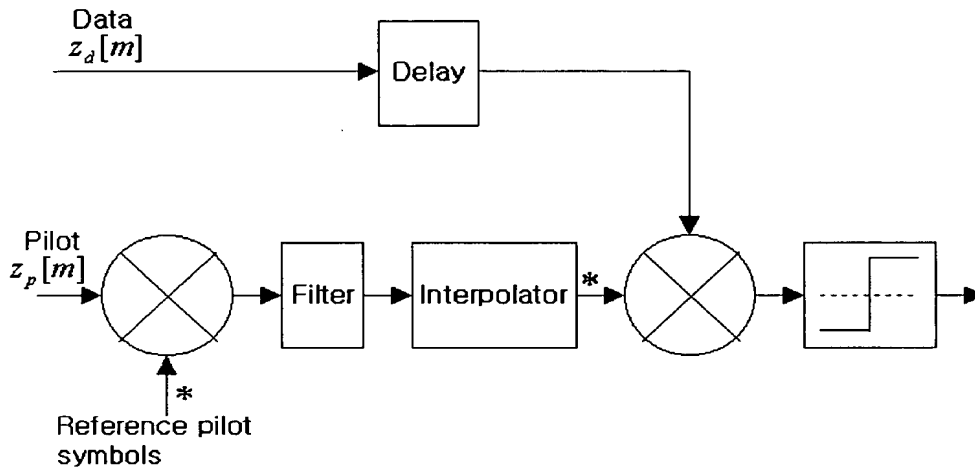 Data
z_d[m]
Delay
Pilot
z_p[m]
Filter
Interpolator
*
*
Reference pilot
symbols